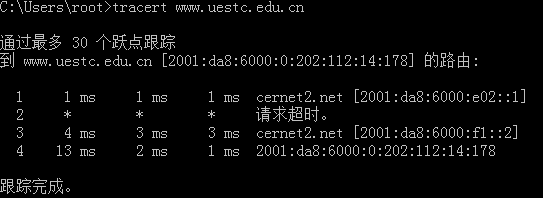 C:\Users\root>tracert www.uestc.edu.cn
通过最多 30 个跃点跟踪
到 www.uestc.edu.cn [2001:da8:6000:0:202:112:14:178] 的路由:
1 1 ms 1 ms 1 ms cernet2.net [2001:da8:6000:e02::1]
2 * * * 请求超时。
3 4 ms 3 ms 3 ms cernet2.net [2001:da8:6000:f1::2]
4 13 ms 2 ms 1 ms 2001:da8:6000:0:202:112:14:178
跟踪完成。